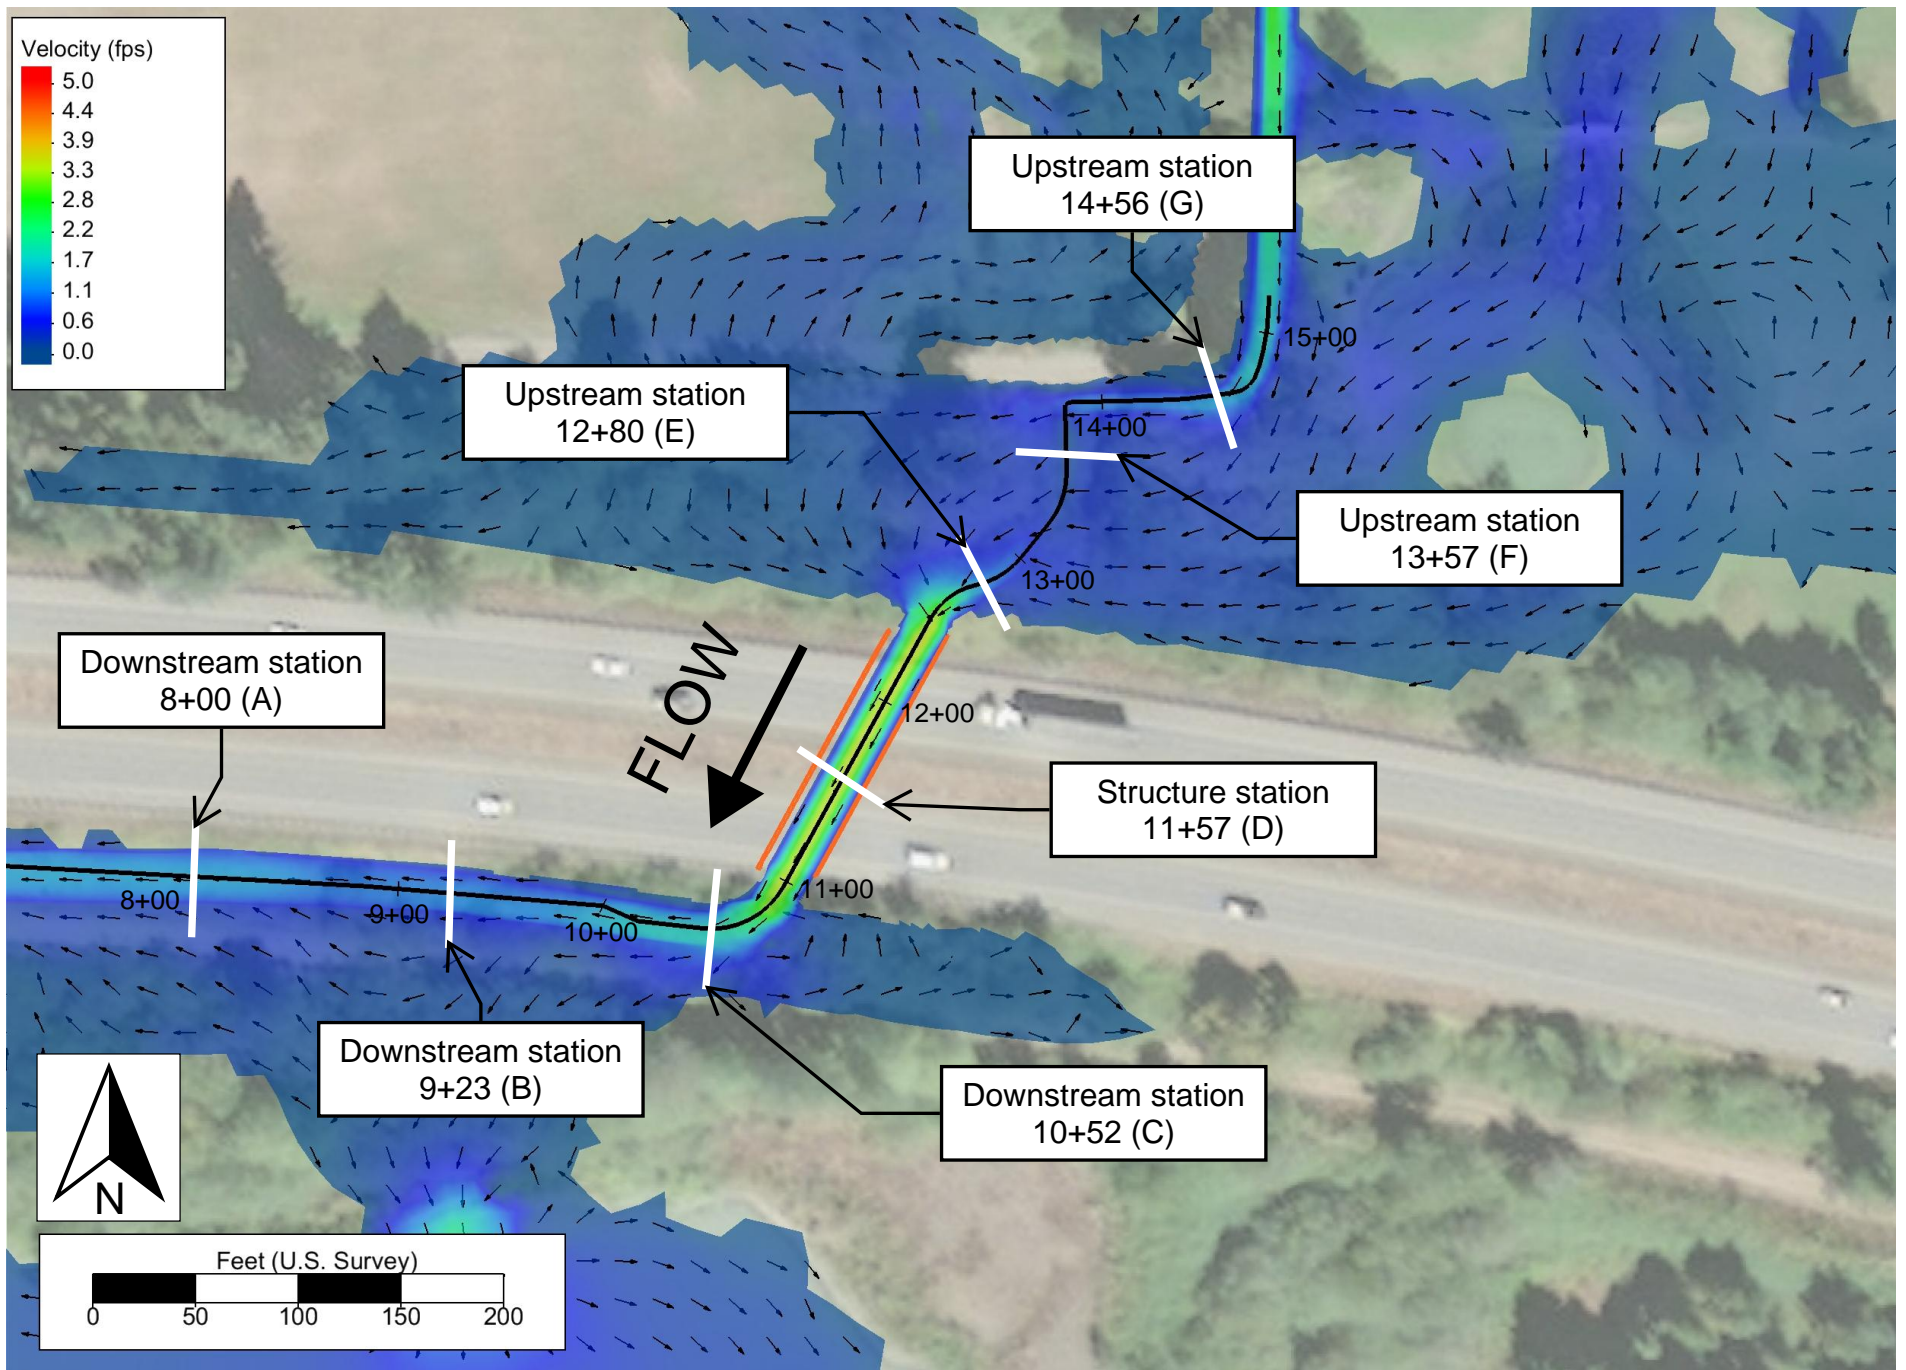 Velocity (fps)
5.0
4.4
3.9
3.3
2.8
2.2
1.7
1.1
0.6
0.0
Upstream station
14+56 (G)
15+00
Upstream station
12+80 (E)
14+00
Upstream station
13+57 (F)
13+00
FLOW
Downstream station
8+00 (A)
12+00
Structure station
11+57 (D)
11+00
8+00
9+00
10+00
Downstream station
9+23 (B)
Downstream station
10+52 (C)
N
Feet (U.S. Survey)
0 50 100 150 200